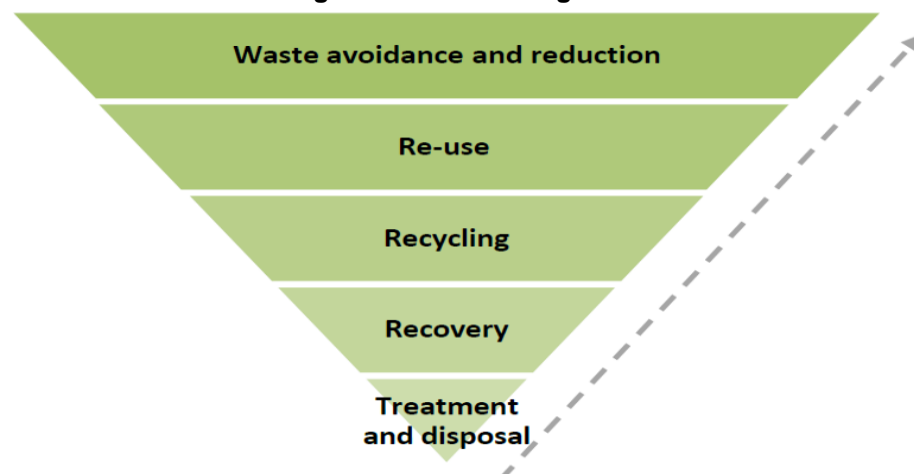 Waste avoidance and reduction
Re-use
Recycling
Recovery
Treatment
and disposal